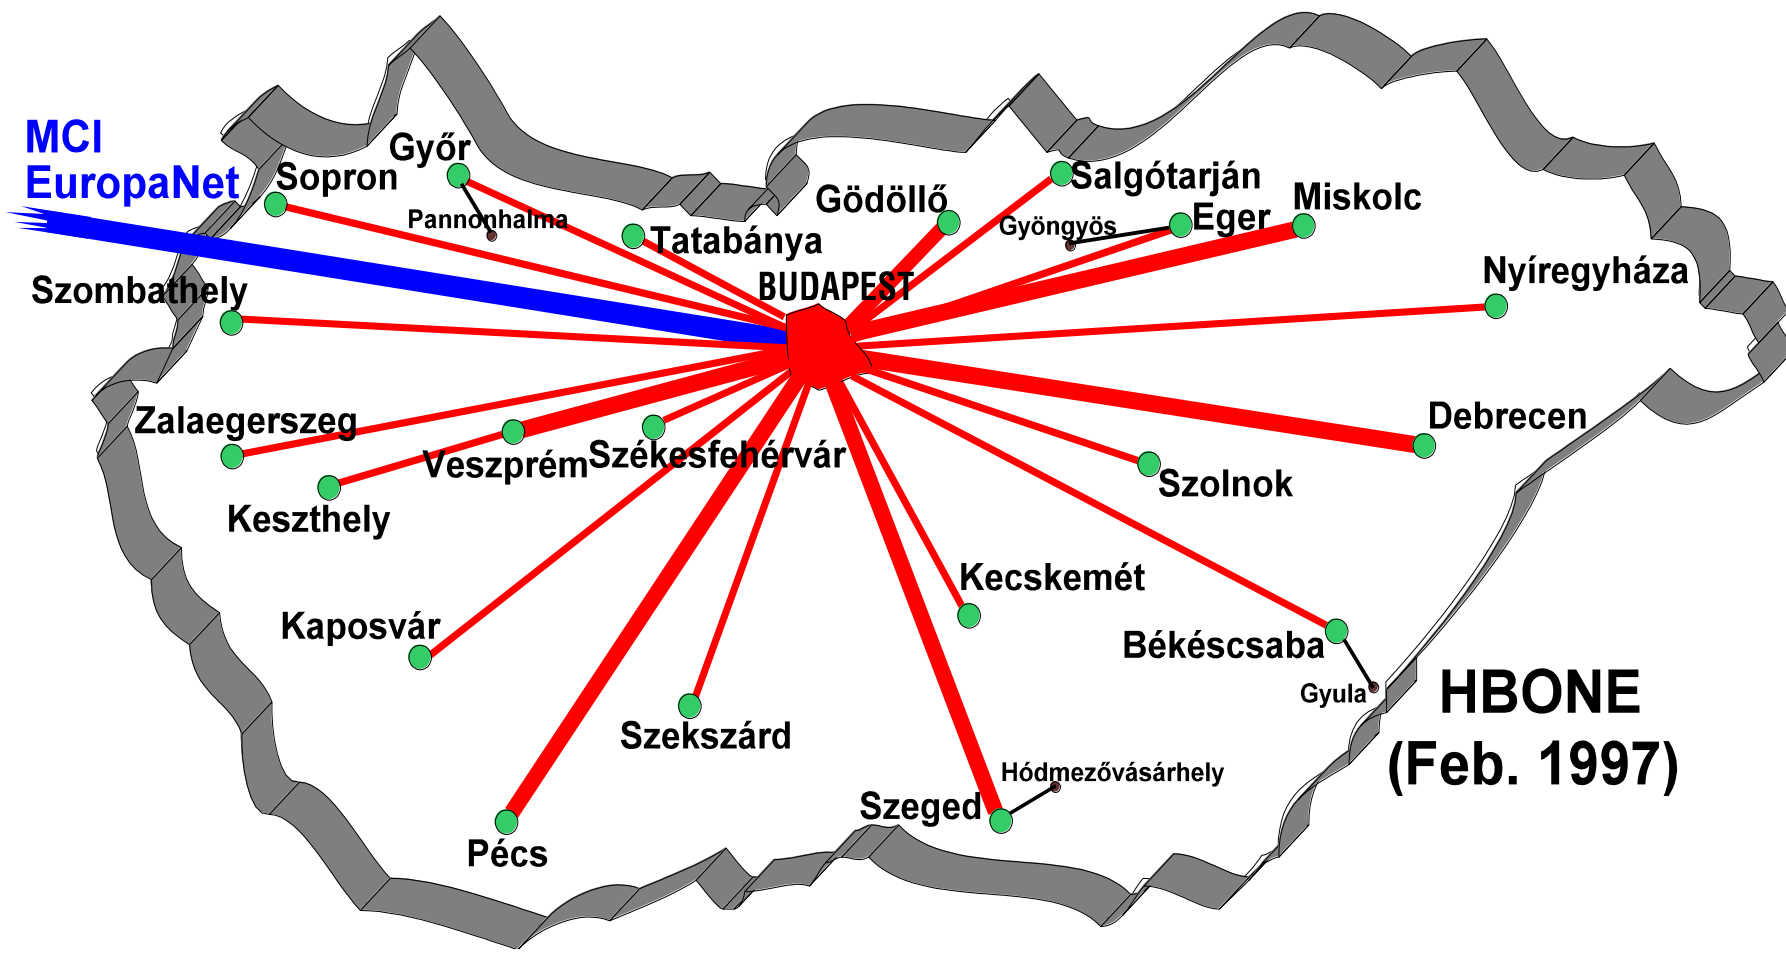 MCI
EuropaNet
Győr
Sopron
Pannonhalma
Tatabánya
Gödöllő
Salgótarján
Gyöngyös
Eger
Miskolc
BUDAPEST
Nyíregyháza
Szombathely
Zalaegerszeg
Veszprém
Székesfehérvár
Debrecen
Szolnok
Keszthely
Kecskemét
Kaposvár
Békéscsaba
Gyula
HBONE
(Feb. 1997)
Szekszárd
Hódmezővásárhely
Szeged
Pécs